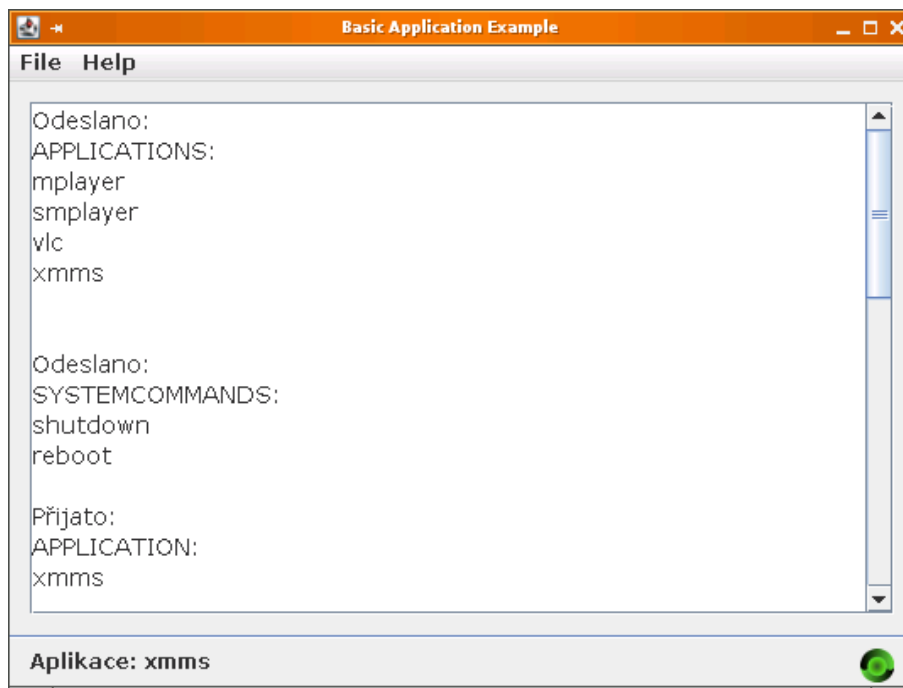 Basic Application Example
File Help
Odeslano:
APPLICATIONS:
mplayer
smplayer
vlc
xmms
Odeslano:
SYSTEMCOMMANDS:
shutdown
reboot
Přijato:
APPLICATION:
xmms
Aplikace: xmms